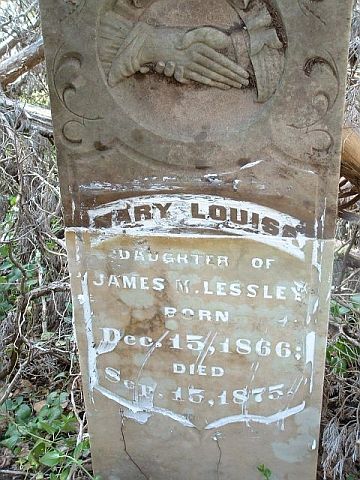 MARY LOUISA
DAUGHTER OF
JAMES M. LESSLEY
BORN
Dec. 15, 1866;
DIED
Sep. 15, 1875.